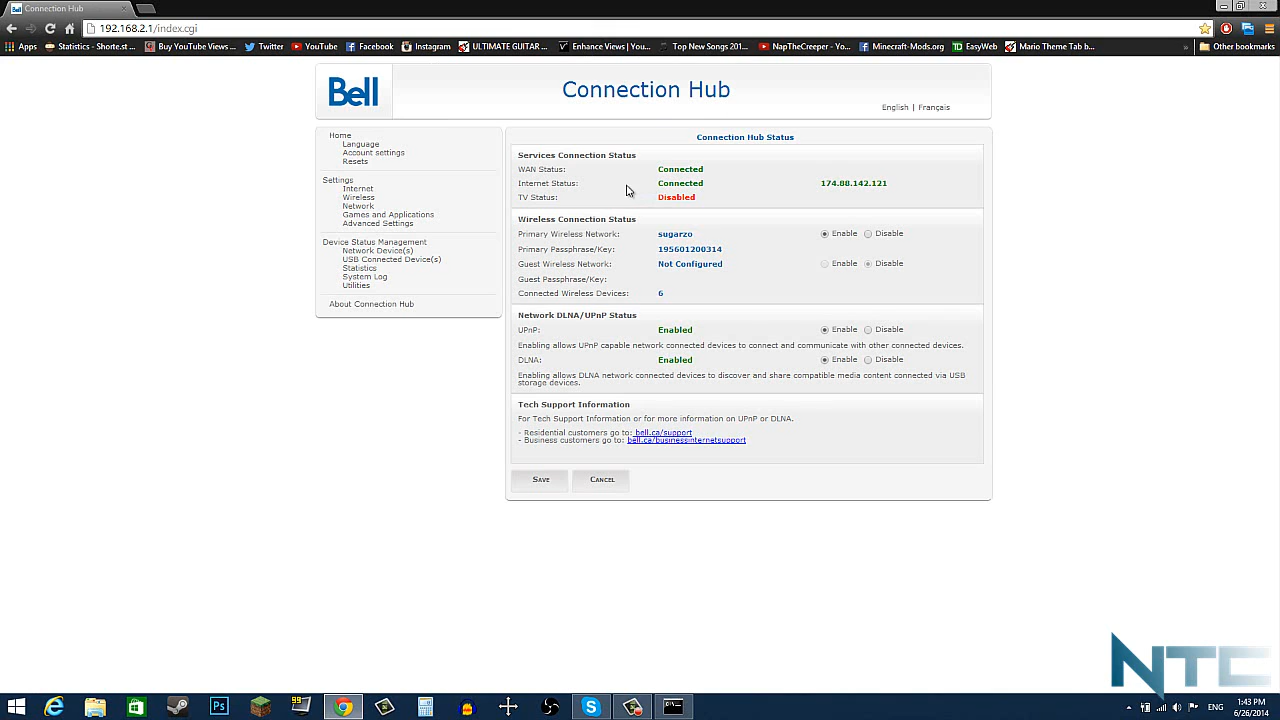 Connection Hub
192.168.2.1/index.cgi
Apps Statistics - Shorte.st ... Buy YouTube Views ... Twitter YouTube Facebook Instagram ULTIMATE GUITAR ... Enhance Views | You... Top New Songs 201... NapTheCreeper - Yo... Minecraft-Mods.org TD EasyWeb Mario Theme Tab b... » Other bookmarks
Bell
Connection Hub
English | Français
Home
Language
Account settings
Resets
Settings
Internet
Wireless
Network
Games and Applications
Advanced Settings
Device Status Management
Network Device(s)
USB Connected Device(s)
Statistics
System Log
Utilities
About Connection Hub
Connection Hub Status
Services Connection Status
WAN Status: Connected
Internet Status: Connected 174.88.142.121
TV Status: Disabled
Wireless Connection Status
Primary Wireless Network: sugarzo Enable Disable
Primary Passphrase/Key: 195601200314
Guest Wireless Network: Not Configured Enable Disable
Guest Passphrase/Key:
Connected Wireless Devices: 6
Network DLNA/UPnP Status
UPnP: Enabled Enable Disable
Enabling allows UPnP capable network connected devices to connect and communicate with other connected devices.
DLNA: Enabled Enable Disable
Enabling allows DLNA network connected devices to discover and share compatible media content connected via USB
storage devices.
Tech Support Information
For Tech Support Information or for more information on UPnP or DLNA.
- Residential customers go to: bell.ca/support
- Business customers go to: bell.ca/businessinternetsupport
Save Cancel
NTC
Ps
ENG
1:43 PM
6/26/2014